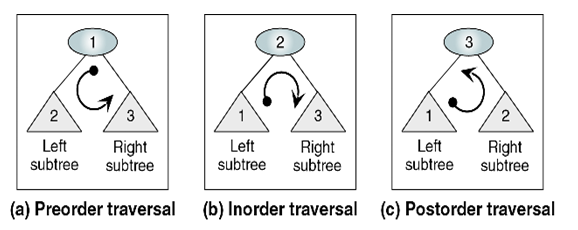 1
2
3
Left subtree
Right subtree
(a) Preorder traversal
2
1
3
Left subtree
Right subtree
(b) Inorder traversal
3
1
2
Left subtree
Right subtree
(c) Postorder traversal